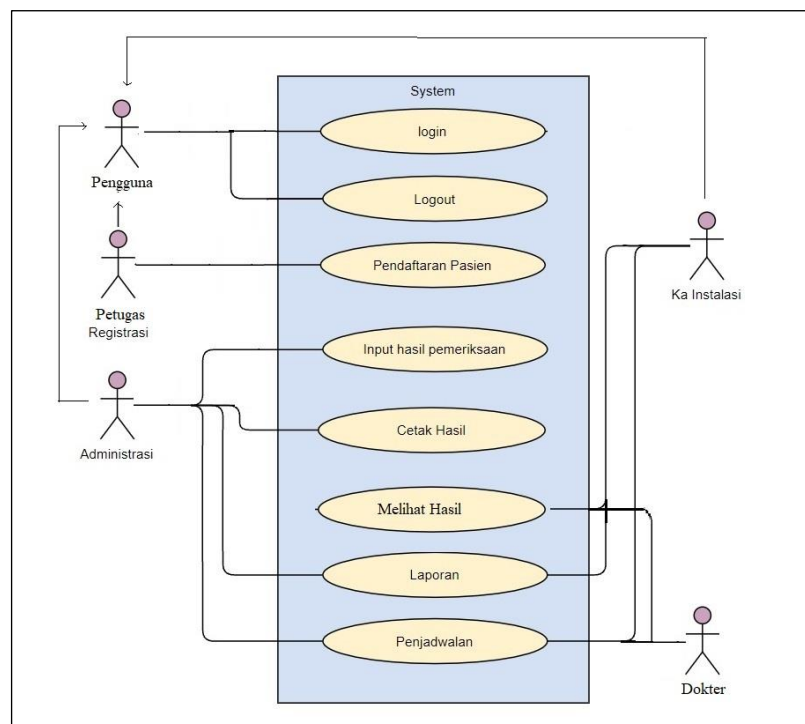 System
login
Pengguna
Logout
Petugas
Registrasi
Pendaftaran Pasien
Ka Instalasi
Input hasil pemeriksaan
Administrasi
Cetak Hasil
Melihat Hasil
Laporan
Penjadwalan
Dokter